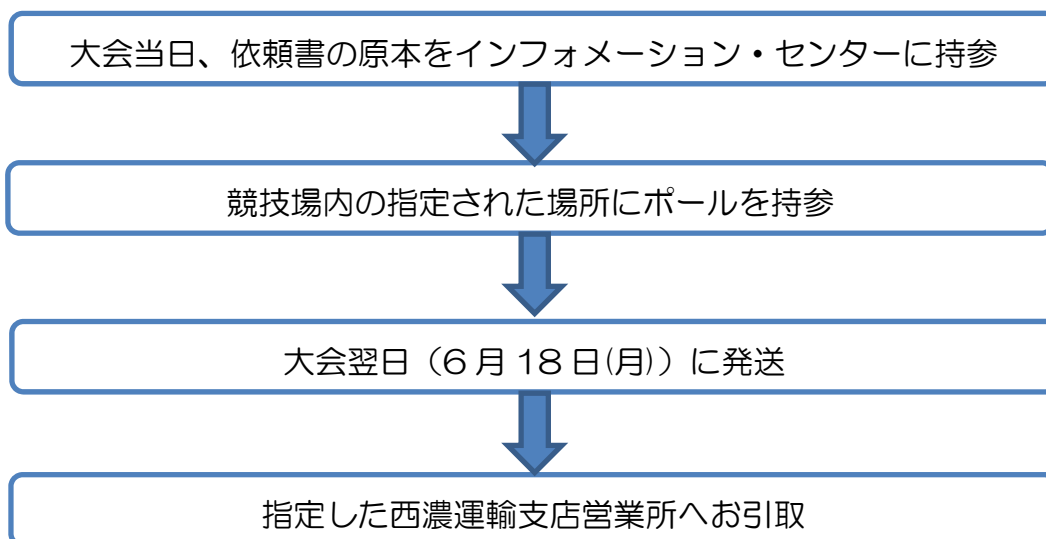 大会当日、依頼書の原本をインフォメーション・センターに持参
競技場内の指定された場所にポールを持参
大会翌日（6月18日(月)）に発送
指定した西濃運輸支店営業所へお引取